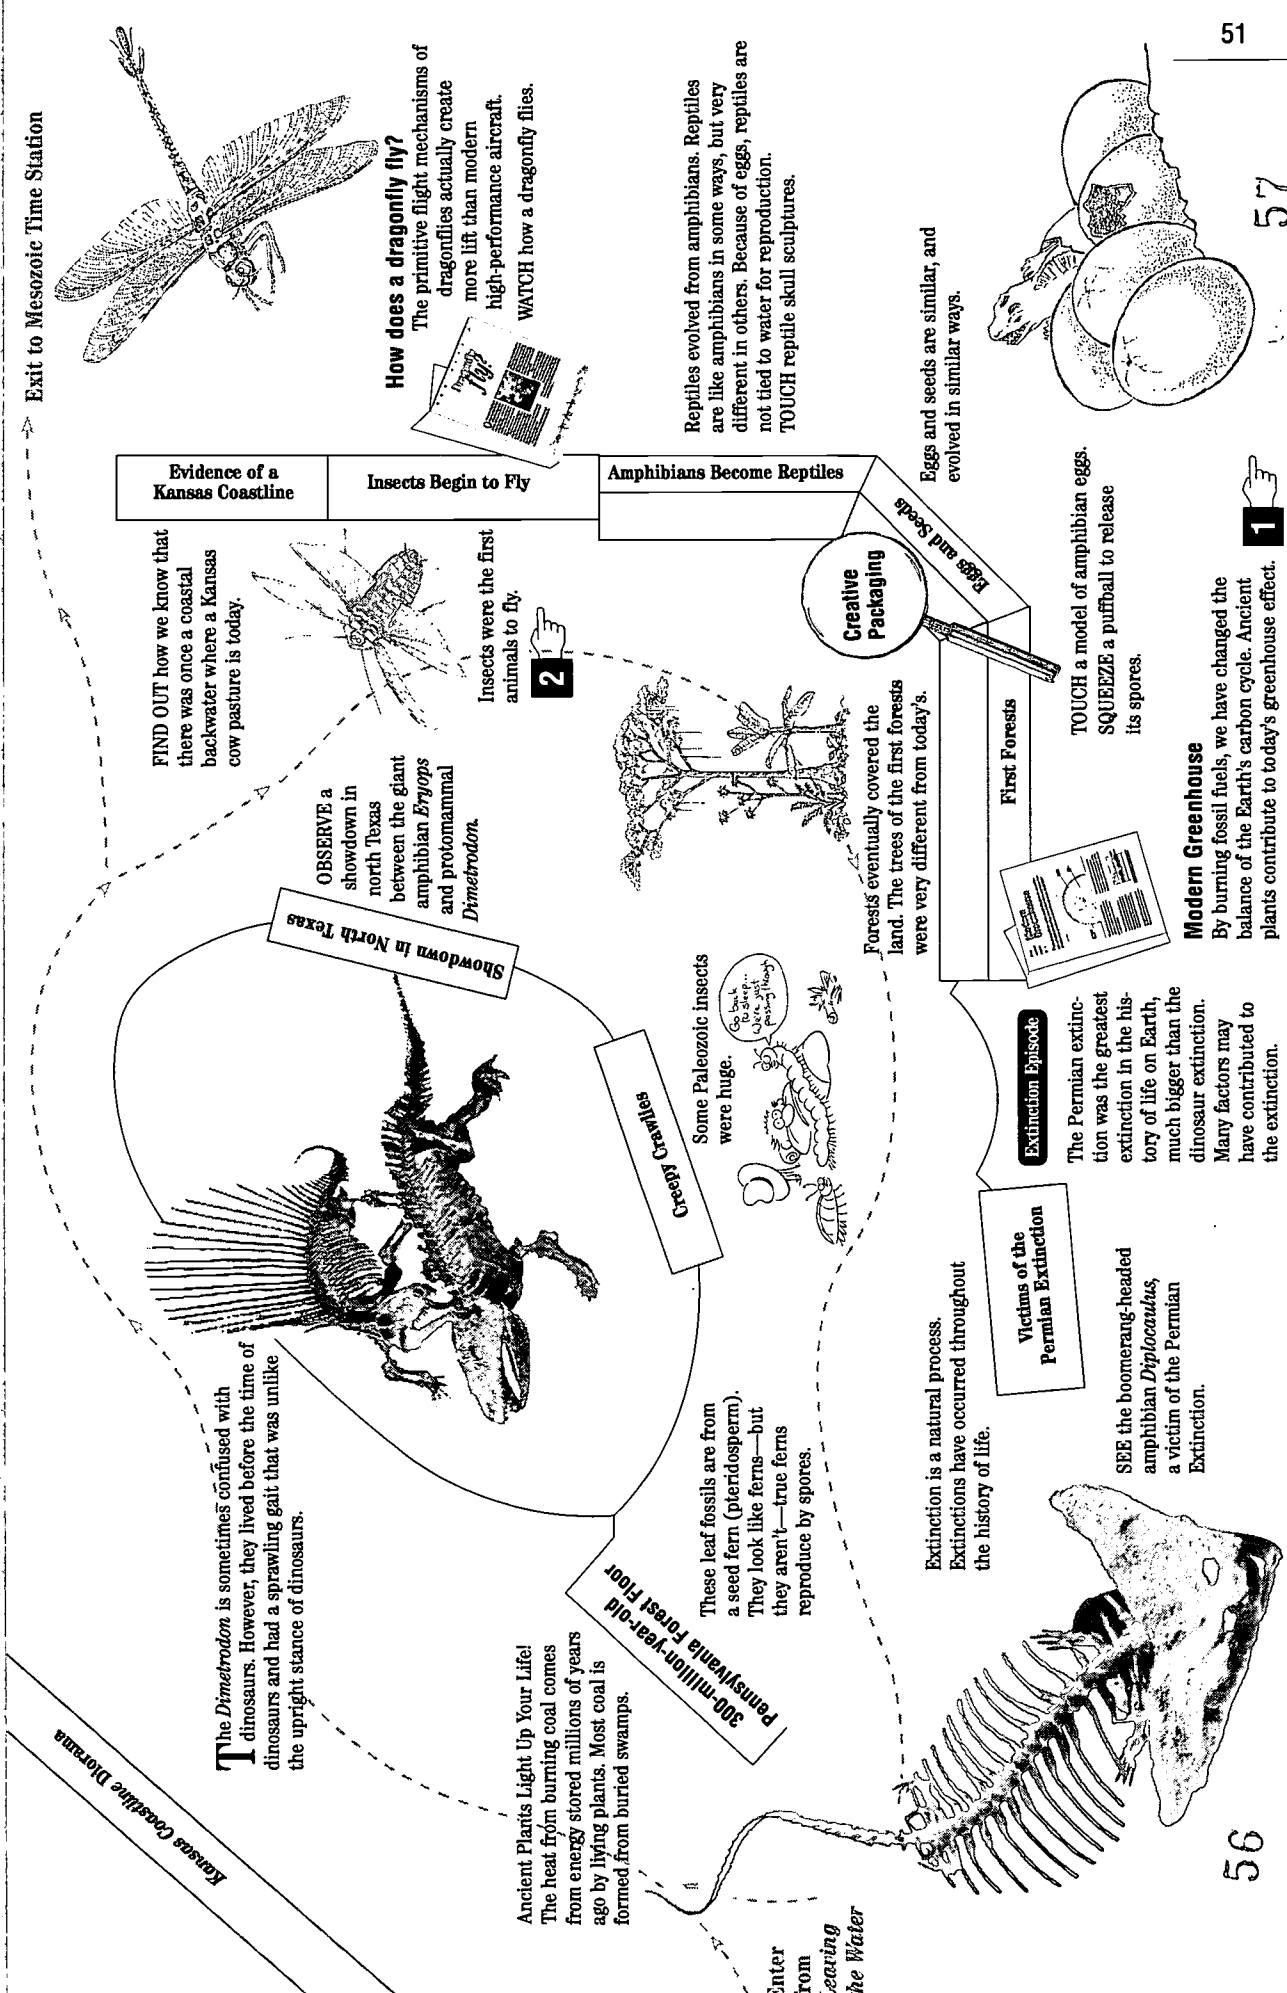 Exit to Mesozoic Time Station
Kansas Coastline Diorama
The Dimetrodon is sometimes confused with
dinosaurs. However, they lived before the time of
dinosaurs and had a sprawling gait that was unlike
the upright stance of dinosaurs.
Showdown in North Texas
OBSERVE a
showdown in
north Texas
between the giant
amphibian Eryops
and protomammal
Dimetrodon.
FIND OUT how we know that
there was once a coastal
backwater where a Kansas
cow pasture is today.
Evidence of a
Kansas Coastline
Insects Begin to Fly
Insects were the first
animals to fly.
2
How does a dragonfly fly?
The primitive flight mechanisms of
dragonflies actually create
more lift than modern
high-performance aircraft.
WATCH how a dragonfly flies.
fly?
Amphibians Become Reptiles
Reptiles evolved from amphibians. Reptiles
are like amphibians in some ways, but very
different in others. Because of eggs, reptiles are
not tied to water for reproduction.
TOUCH reptile skull sculptures.
Ancient Plants Light Up Your Life!
The heat from burning coal comes
from energy stored millions of years
ago by living plants. Most coal is
formed from buried swamps.
300-million-year-old
Pennsylvania Forest Floor
These leaf fossils are from
a seed fern (pteridosperm).
They look like ferns—but
they aren't—true ferns
reproduce by spores.
Creepy Crawlies
Some Paleozoic insects
were huge.
Go back
to sleep...
We're just
passing through
Forests eventually covered the
land. The trees of the first forests
were very different from today's.
First Forests
Creative
Packaging
Eggs and Seeds
Eggs and seeds are similar, and
evolved in similar ways.
TOUCH a model of amphibian eggs.
SQUEEZE a puffball to release
its spores.
Modern Greenhouse
By burning fossil fuels, we have changed the
balance of the Earth's carbon cycle. Ancient
plants contribute to today's greenhouse effect.
1
Extinction Episode
The Permian extinc-
tion was the greatest
extinction in the his-
tory of life on Earth,
much bigger than the
dinosaur extinction.
Many factors may
have contributed to
the extinction.
Extinction is a natural process.
Extinctions have occurred throughout
the history of life.
Victims of the
Permian Extinction
SEE the boomerang-headed
amphibian Diplocaulus,
a victim of the Permian
Extinction.
Enter
from
Leaving
the Water
56
57
51